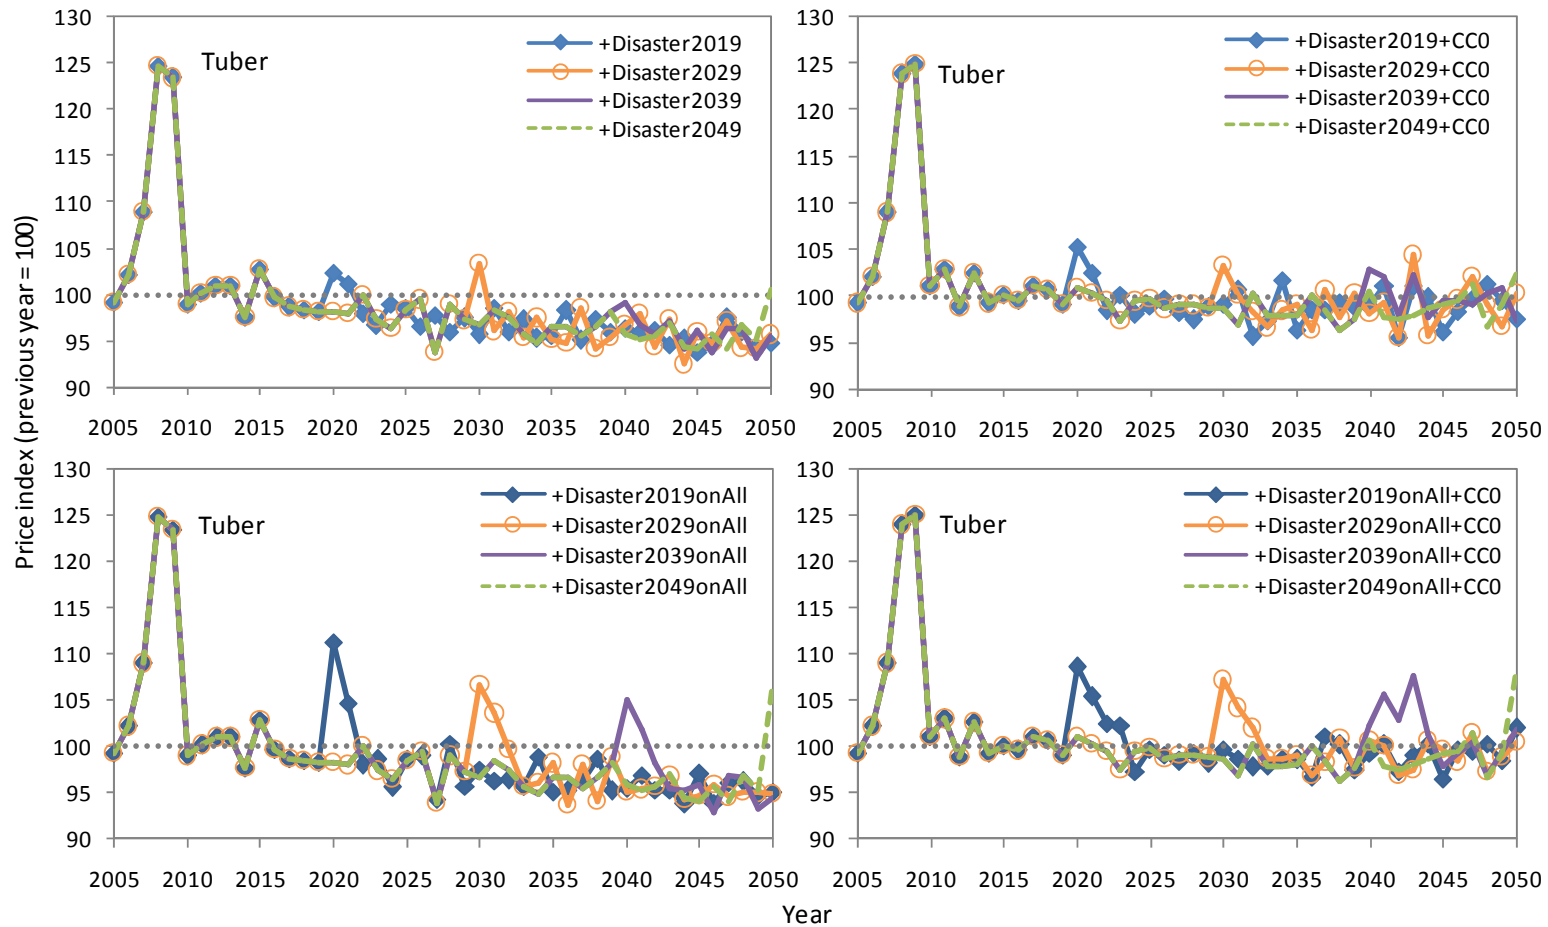 Price index (previous year = 100)
130
125
120
115
110
105
100
95
90
Tuber
+Disaster2019
+Disaster2029
+Disaster2039
+Disaster2049
2005 2010 2015 2020 2025 2030 2035 2040 2045 2050
130
125
120
115
110
105
100
95
90
Tuber
+Disaster2019+CC0
+Disaster2029+CC0
+Disaster2039+CC0
+Disaster2049+CC0
2005 2010 2015 2020 2025 2030 2035 2040 2045 2050
130
125
120
115
110
105
100
95
90
Tuber
+Disaster2019onAll
+Disaster2029onAll
+Disaster2039onAll
+Disaster2049onAll
2005 2010 2015 2020 2025 2030 2035 2040 2045 2050
130
125
120
115
110
105
100
95
90
Tuber
+Disaster2019onAll+CC0
+Disaster2029onAll+CC0
+Disaster2039onAll+CC0
+Disaster2049onAll+CC0
2005 2010 2015 2020 2025 2030 2035 2040 2045 2050
Year